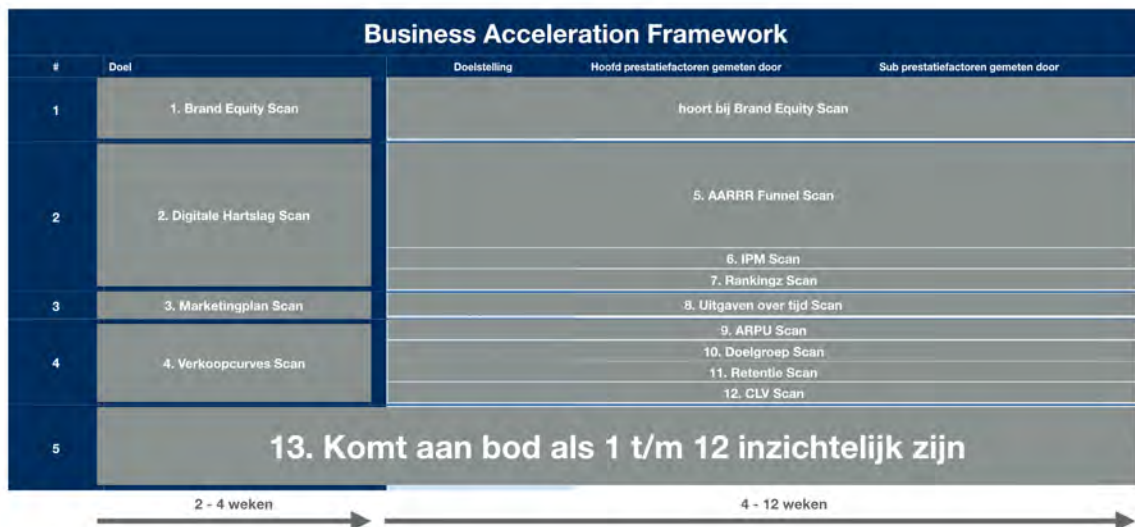 Business Acceleration Framework
# Doel Doelstelling Hoofd prestatiefactoren gemeten door Sub prestatiefactoren gemeten door
1 1. Brand Equity Scan hoort bij Brand Equity Scan
2 2. Digitale Hartslag Scan 5. AARRR Funnel Scan
6. IPM Scan
7. Rankingz Scan
3 3. Marketingplan Scan 8. Uitgaven over tijd Scan
4 4. Verkoopcurves Scan 9. ARPU Scan
10. Doelgroep Scan
11. Retentie Scan
12. CLV Scan
5 13. Komt aan bod als 1 t/m 12 inzichtelijk zijn
2 - 4 weken 4 - 12 weken